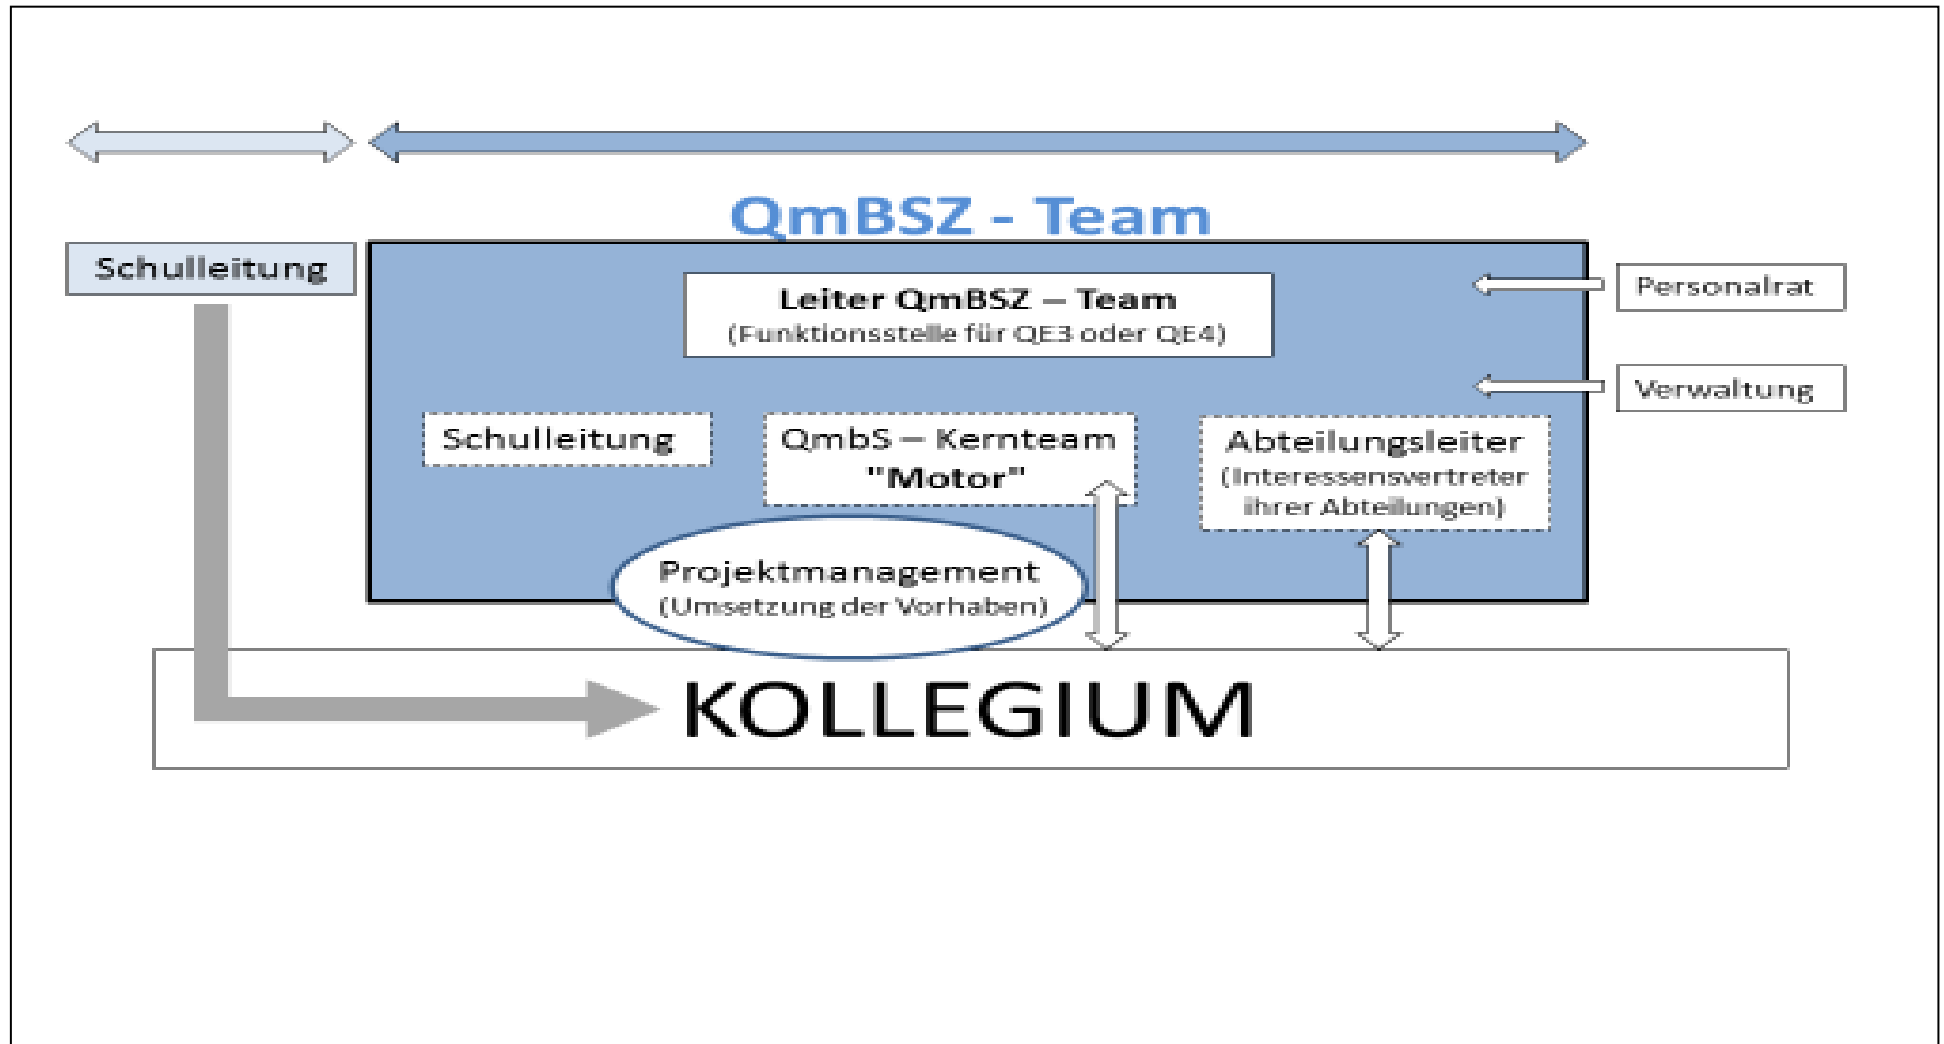 QmBSZ - Team
Schulleitung
Leiter QmBSZ – Team
(Funktionsstelle für QE3 oder QE4)
Personalrat
Verwaltung
Schulleitung
QmbS – Kernteam
"Motor"
Abteilungsleiter
(Interessensvertreter
ihrer Abteilungen)
Projektmanagement
(Umsetzung der Vorhaben)
KOLLEGIUM